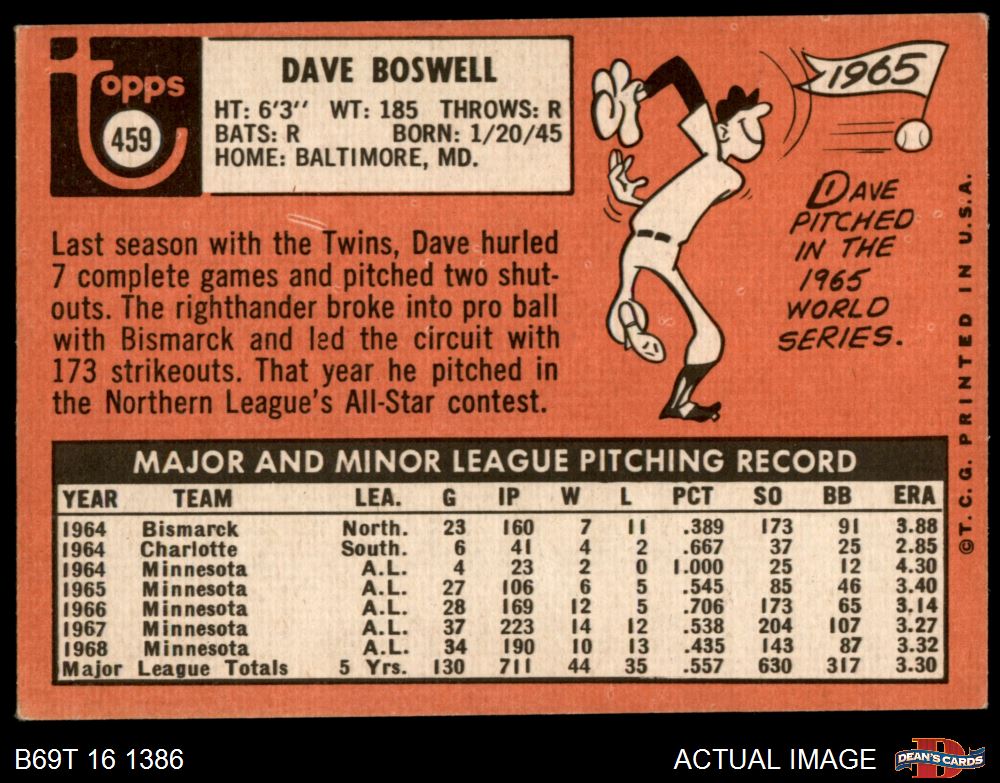 topps
459
DAVE BOSWELL
HT: 6'3'' WT: 185 THROWS: R
BATS: R BORN: 1/20/45
HOME: BALTIMORE, MD.
1965
DAVE
PITCHED
IN THE
1965
WORLD
SERIES.
Last season with the Twins, Dave hurled
7 complete games and pitched two shut-
outs. The righthander broke into pro ball
with Bismarck and led the circuit with
173 strikeouts. That year he pitched in
the Northern League's All-Star contest.
©T.C.G. PRINTED IN U.S.A.
MAJOR AND MINOR LEAGUE PITCHING RECORD
YEAR TEAM LEA. G IP W L PCT SO BB ERA
1964 Bismarck North. 23 160 7 11 .389 173 91 3.88
1964 Charlotte South. 6 41 4 2 .667 37 25 2.85
1964 Minnesota A.L. 4 23 2 0 1.000 25 12 4.30
1965 Minnesota A.L. 27 106 6 5 .545 85 46 3.40
1966 Minnesota A.L. 28 169 12 5 .706 173 65 3.14
1967 Minnesota A.L. 37 223 14 12 .538 204 107 3.27
1968 Minnesota A.L. 34 190 10 13 .435 143 87 3.32
Major League Totals 5 Yrs. 130 711 44 35 .557 630 317 3.30
B69T 16 1386
ACTUAL IMAGE
DEAN'S CARDS